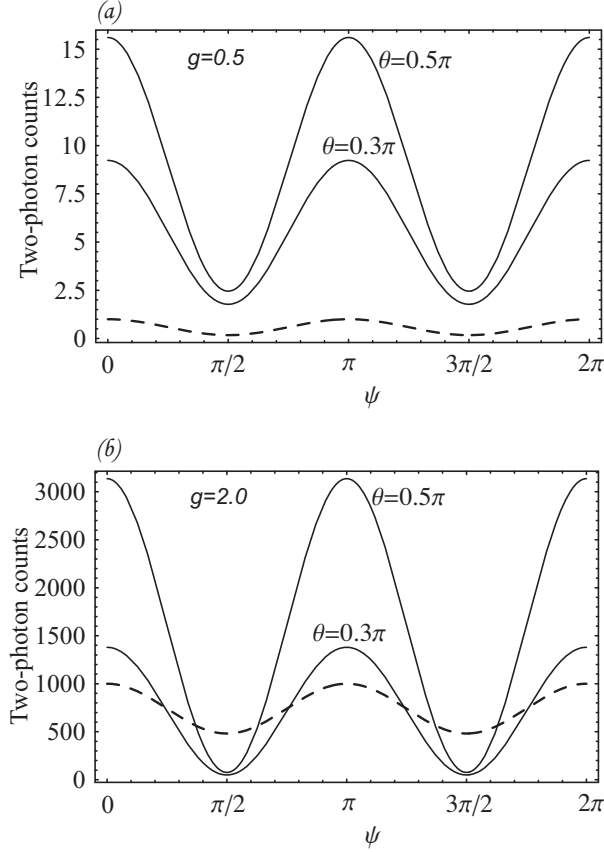 (a)
Two-photon counts
15
12.5
10
7.5
5
2.5
0
g=0.5
θ=0.5π
θ=0.3π
0 π/2 π 3π/2 2π
ψ
(b)
Two-photon counts
3000
2500
2000
1500
1000
500
0
g=2.0
θ=0.5π
θ=0.3π
0 π/2 π 3π/2 2π
ψ